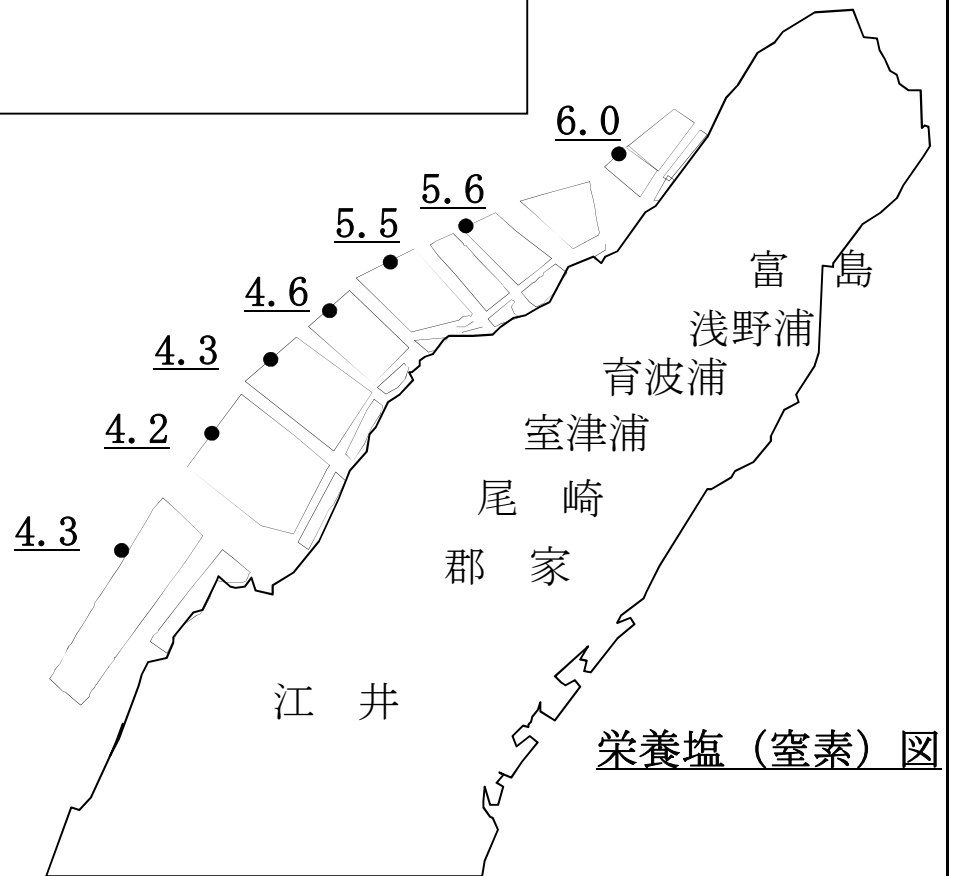 6.0
5.6
5.5
4.6
4.3
4.2
4.3
富　島
浅野浦
育波浦
室津浦
尾　崎
郡　家
江　井
栄養塩（窒素）図